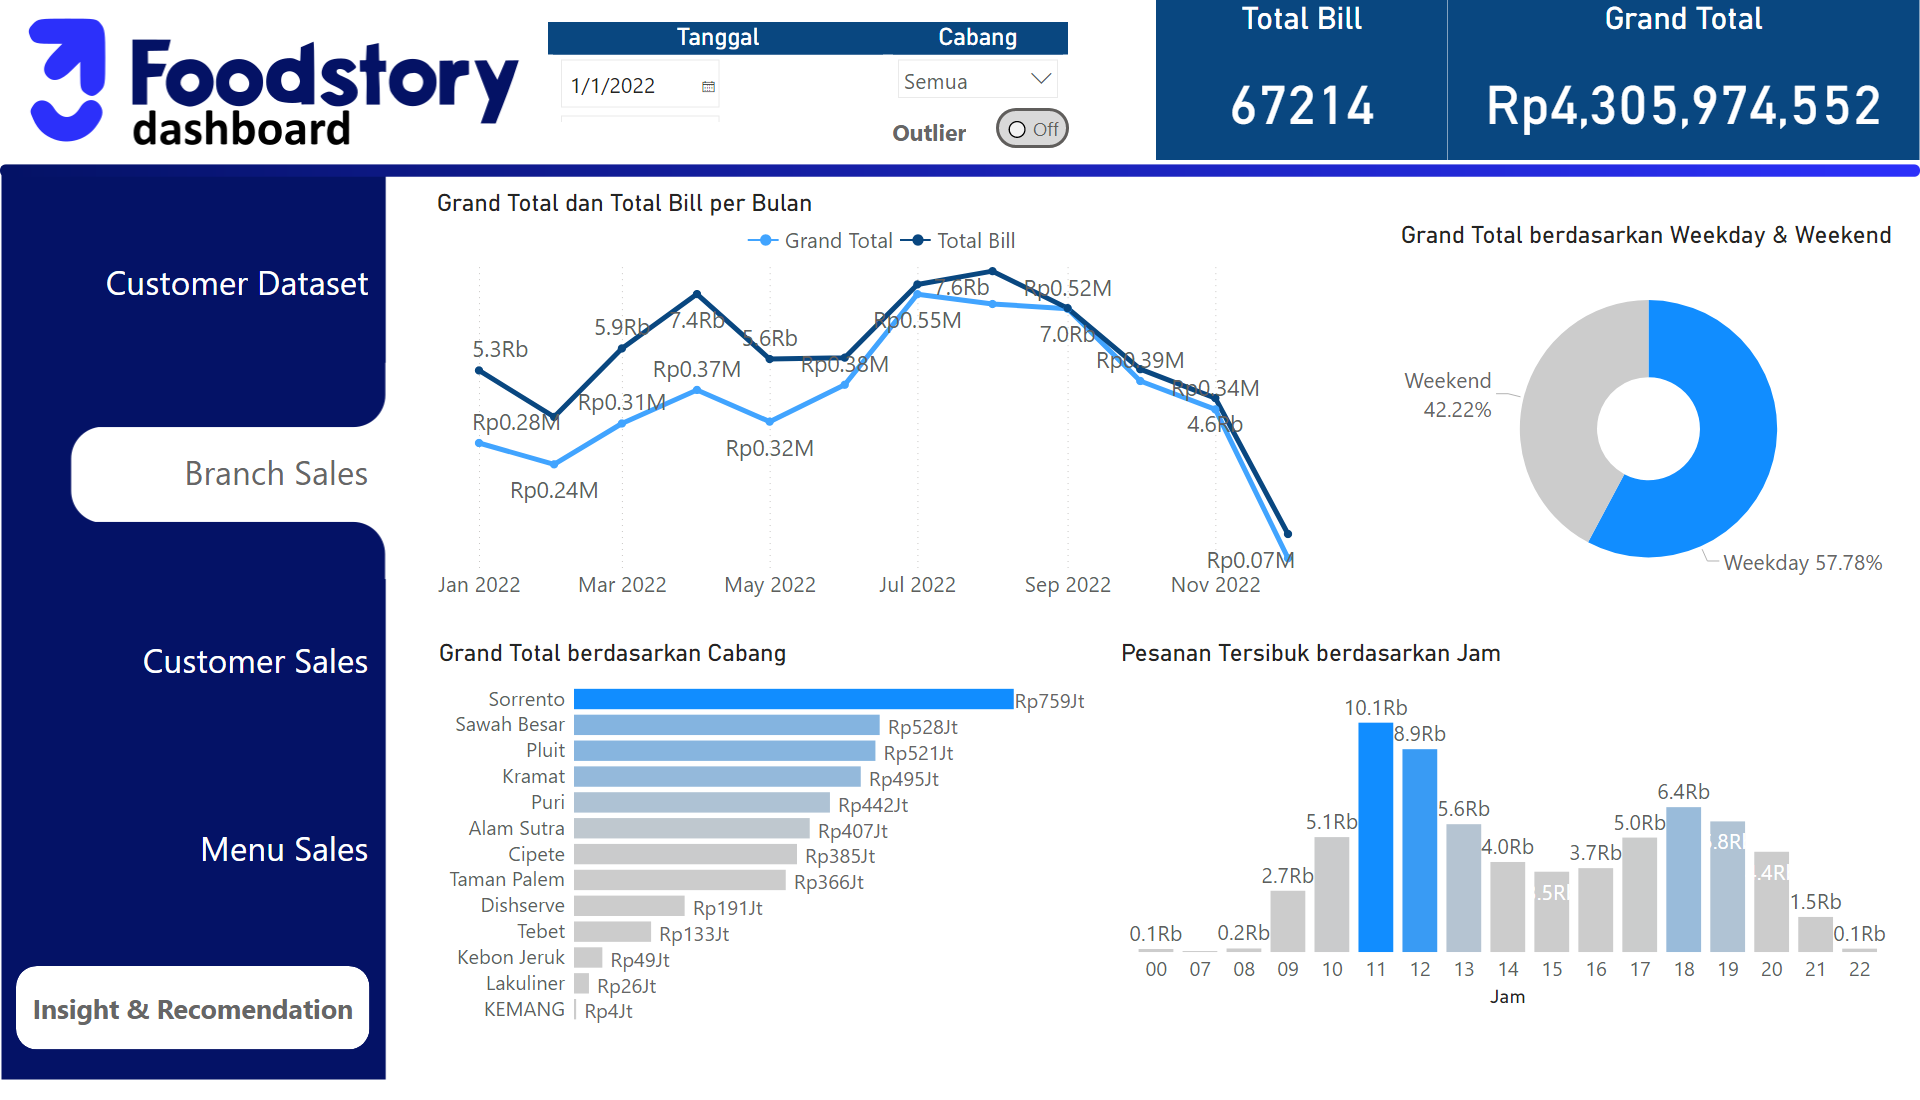 Foodstory
dashboard
Tanggal
Cabang
1/1/2022
Semua
Outlier
Off
Total Bill
67214
Grand Total
Rp4,305,974,552
Customer Dataset
Branch Sales
Customer Sales
Menu Sales
Insight & Recomendation
Grand Total dan Total Bill per Bulan
Grand Total
Total Bill
5.3Rb
5.9Rb
7.4Rb
5.6Rb
7.6Rb
7.0Rb
4.6Rb
Rp0.28M
Rp0.24M
Rp0.31M
Rp0.37M
Rp0.32M
Rp0.38M
Rp0.55M
Rp0.52M
Rp0.39M
Rp0.34M
Rp0.07M
Jan 2022
Mar 2022
May 2022
Jul 2022
Sep 2022
Nov 2022
Grand Total berdasarkan Weekday & Weekend
Weekend
42.22%
Weekday 57.78%
Grand Total berdasarkan Cabang
Sorrento Rp759Jt
Sawah Besar Rp528Jt
Pluit Rp521Jt
Kramat Rp495Jt
Puri Rp442Jt
Alam Sutra Rp407Jt
Cipete Rp385Jt
Taman Palem Rp366Jt
Dishserve Rp191Jt
Tebet Rp133Jt
Kebon Jeruk Rp49Jt
Lakuliner Rp26Jt
KEMANG Rp4Jt
Pesanan Tersibuk berdasarkan Jam
0.1Rb
0.2Rb
2.7Rb
5.1Rb
10.1Rb
8.9Rb
5.6Rb
4.0Rb
3.7Rb
5.0Rb
6.4Rb
1.5Rb
0.1Rb
00 07 08 09 10 11 12 13 14 15 16 17 18 19 20 21 22
Jam